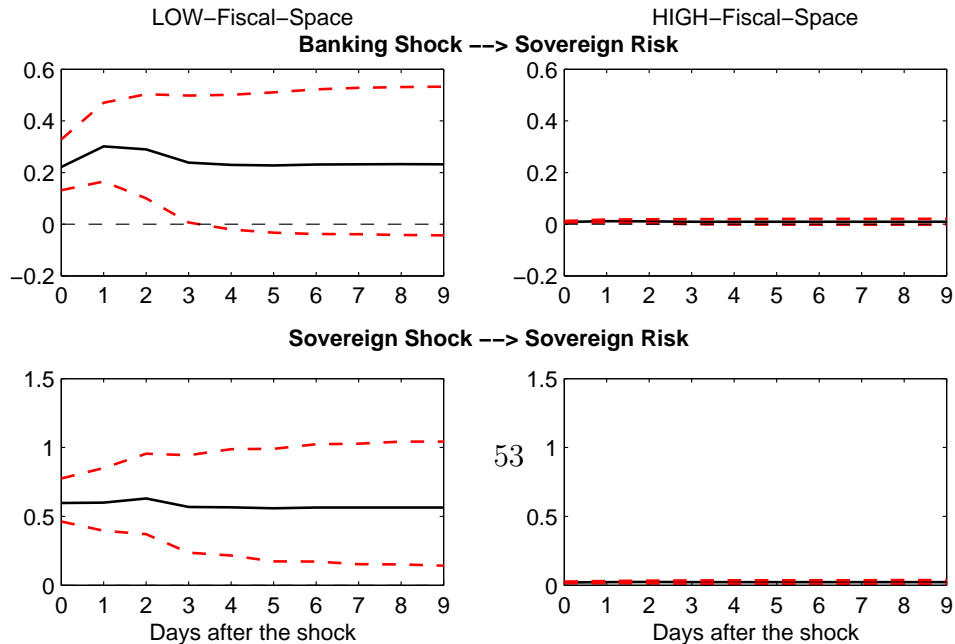 LOW−Fiscal−Space
HIGH−Fiscal−Space
Banking Shock −−> Sovereign Risk
0.6
0.4
0.2
0
−0.2
0 1 2 3 4 5 6 7 8 9
0.6
0.4
0.2
0
−0.2
0 1 2 3 4 5 6 7 8 9
Sovereign Shock −−> Sovereign Risk
1.5
1
0.5
0
0 1 2 3 4 5 6 7 8 9
Days after the shock
53
1.5
1
0.5
0
0 1 2 3 4 5 6 7 8 9
Days after the shock